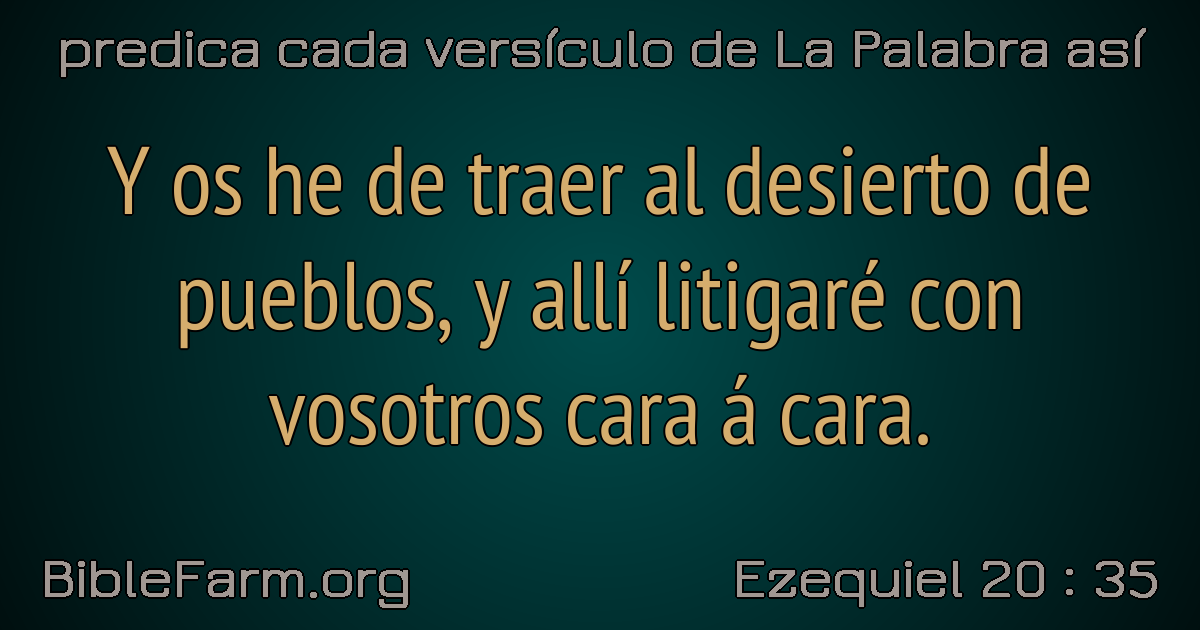 predica cada versículo de La Palabra así
Y os he de traer al desierto de
pueblos, y allí litigaré con
vosotros cara á cara.
BibleFarm.org
Ezequiel 20 : 35